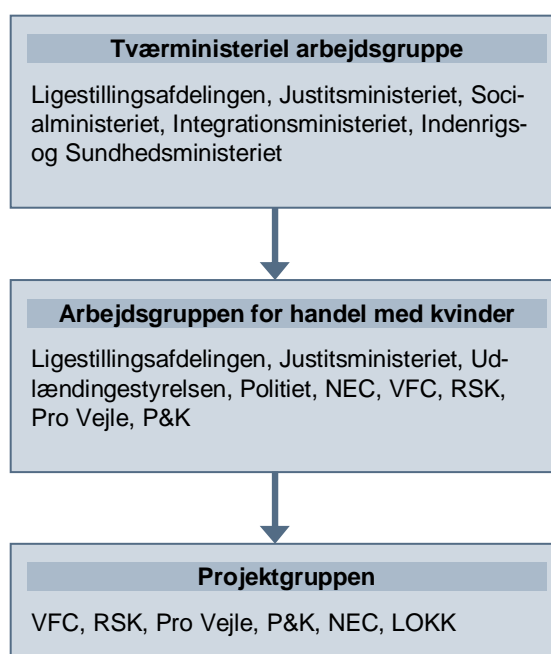 Tværministeriel arbejdsgruppe
Ligestillingsafdelingen, Justitsministeriet, Soci-
alministeriet, Integrationsministeriet, Indenrigs-
og Sundhedsministeriet
Arbejdsgruppen for handel med kvinder
Ligestillingsafdelingen, Justitsministeriet, Ud-
lændingestyrelsen, Politiet, NEC, VFC, RSK,
Pro Vejle, P&K
Projektgruppen
VFC, RSK, Pro Vejle, P&K, NEC, LOKK